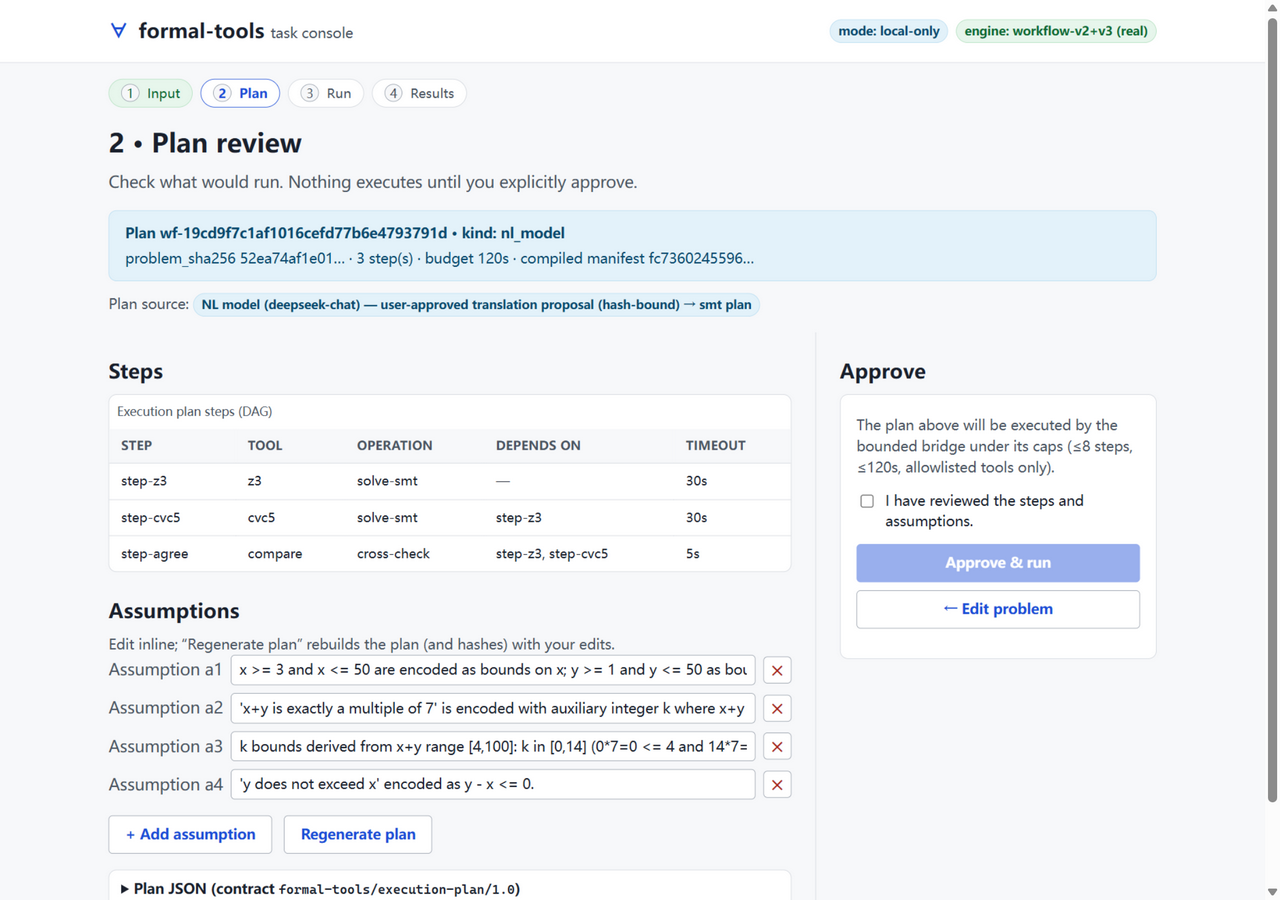 ∀ formal-tools task console
mode: local-only
engine: workflow-v2+v3 (real)
1 Input
2 Plan
3 Run
4 Results
2 • Plan review
Check what would run. Nothing executes until you explicitly approve.
Plan wf-19cd9f7c1af1016cefd77b6e4793791d • kind: nl_model
problem_sha256 52ea74af1e01... · 3 step(s) · budget 120s · compiled manifest fc7360245596...
Plan source: NL model (deepseek-chat) — user-approved translation proposal (hash-bound) → smt plan
Steps
Execution plan steps (DAG)
STEP TOOL OPERATION DEPENDS ON TIMEOUT
step-z3 z3 solve-smt — 30s
step-cvc5 cvc5 solve-smt step-z3 30s
step-agree compare cross-check step-z3, step-cvc5 5s
Assumptions
Edit inline; “Regenerate plan” rebuilds the plan (and hashes) with your edits.
Assumption a1 x >= 3 and x <= 50 are encoded as bounds on x; y >= 1 and y <= 50 as bou
Assumption a2 'x+y is exactly a multiple of 7' is encoded with auxiliary integer k where x+y
Assumption a3 k bounds derived from x+y range [4,100]: k in [0,14] (0*7=0 <= 4 and 14*7=
Assumption a4 'y does not exceed x' encoded as y - x <= 0.
+ Add assumption
Regenerate plan
▶ Plan JSON (contract formal-tools/execution-plan/1.0)
Approve
The plan above will be executed by the
bounded bridge under its caps (≤8 steps,
≤120s, allowlisted tools only).
I have reviewed the steps and
assumptions.
Approve & run
← Edit problem